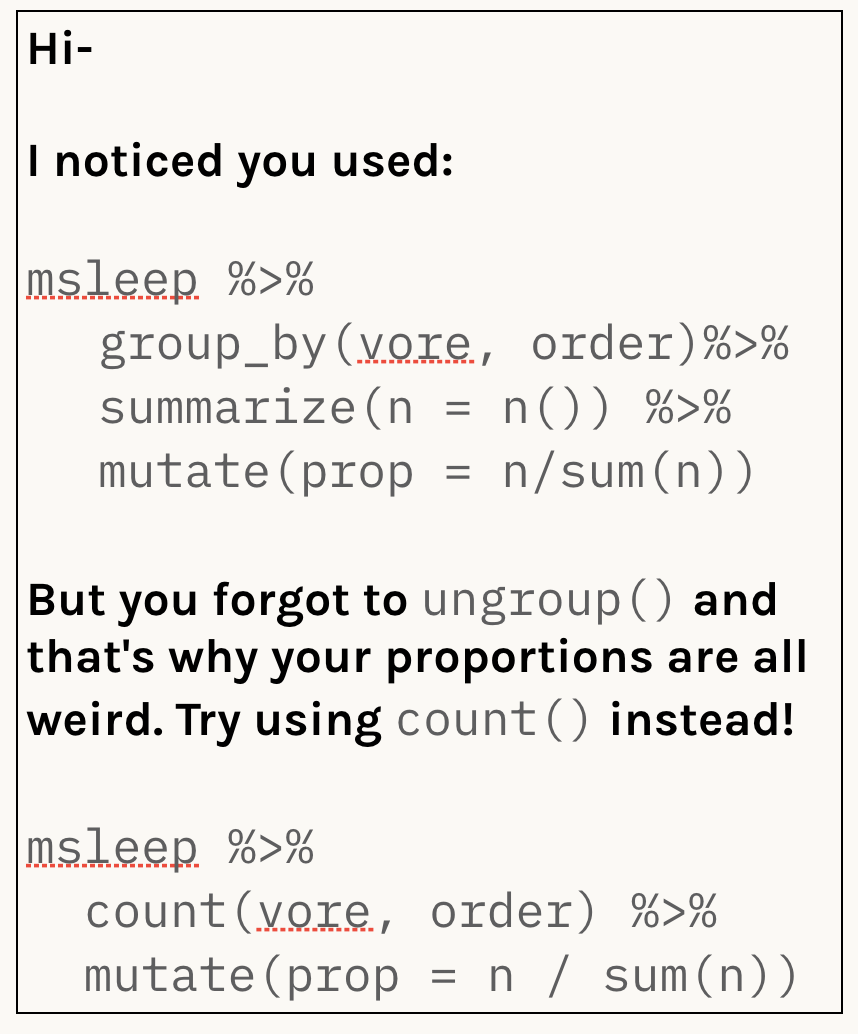 Hi-
I noticed you used:
msleep %>%
group_by(vore, order)%>%
summarize(n = n()) %>%
mutate(prop = n/sum(n))
But you forgot to ungroup() and
that's why your proportions are all
weird. Try using count() instead!
msleep %>%
count(vore, order) %>%
mutate(prop = n / sum(n))